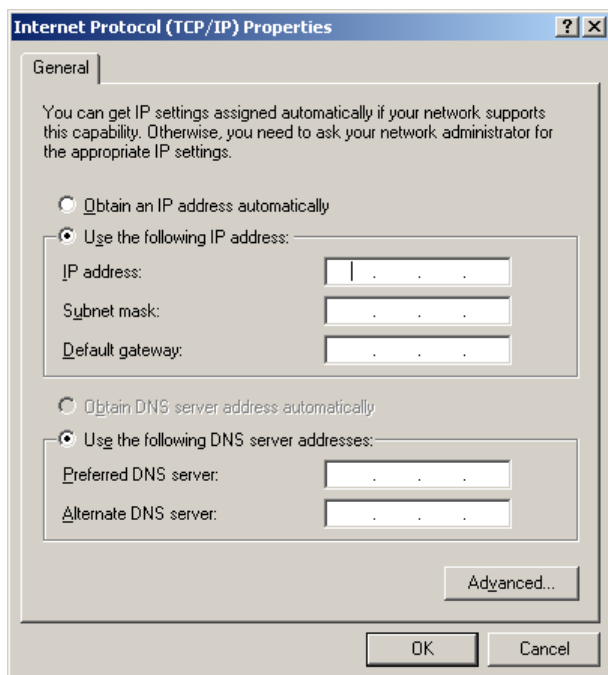 Internet Protocol (TCP/IP) Properties
General
You can get IP settings assigned automatically if your network supports
this capability. Otherwise, you need to ask your network administrator for
the appropriate IP settings.
Obtain an IP address automatically
Use the following IP address:
IP address:
Subnet mask:
Default gateway:
Obtain DNS server address automatically
Use the following DNS server addresses:
Preferred DNS server:
Alternate DNS server:
Advanced...
OK Cancel